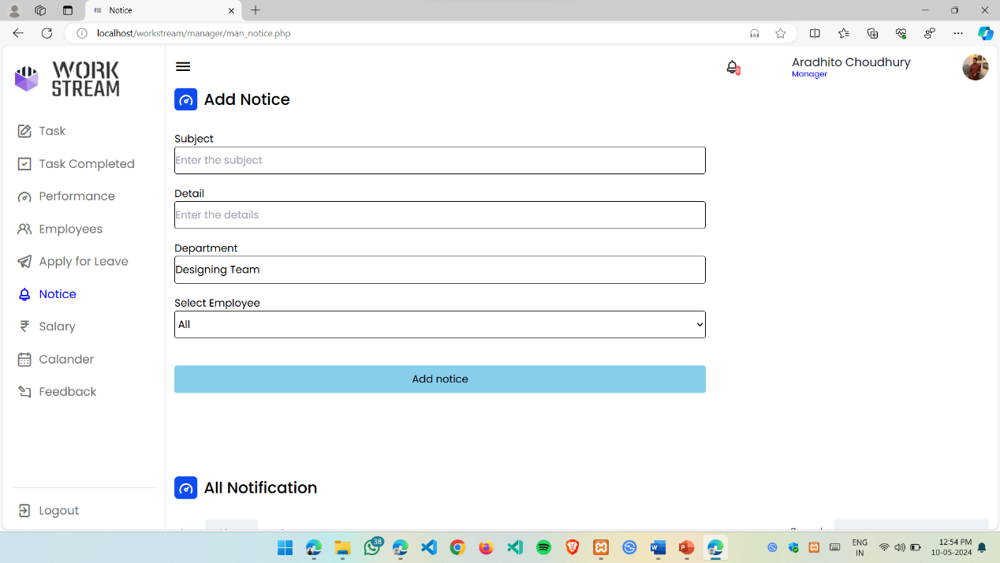 Notice
localhost/workstream/manager/man_notice.php
WORK
STREAM
Aradhito Choudhury
Manager
Task
Task Completed
Performance
Employees
Apply for Leave
Notice
Salary
Calander
Feedback
Logout
Add Notice
Subject
Enter the subject
Detail
Enter the details
Department
Designing Team
Select Employee
All
Add notice
All Notification
38
ENG
IN
12:54 PM
10-05-2024